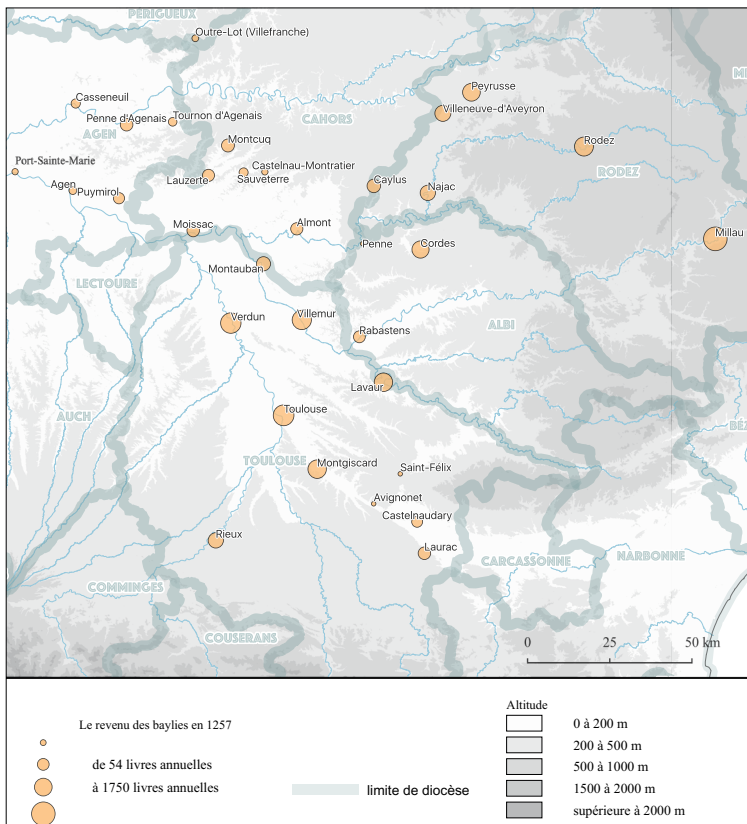 PÉRIGUEUX
Outre-Lot (Villefranche)
Peyrusse
Casseneuil
Villeneuve-d'Aveyron
Penne d'Agenais
Tournon d'Agenais
CAHORS
AGEN
Montcuq
Rodez
Port-Sainte-Marie
Castelnau-Montratier
Lauzerte
Sauveterre
RODEZ
Agen
Caylus
Puymirol
Najac
Moissac
Almont
Millau
Penne
Cordes
Montauban
LECTOURE
Verdun
Villemur
ALBI
Rabastens
Lavaur
AUCH
Toulouse
TOULOUSE
Montgiscard
Saint-Félix
Avignonet
Castelnaudary
Rieux
Laurac
CARCASSONNE
NARBONNE
COMMINGES
COUSERANS
0 25 50 km
Le revenu des baylies en 1257
de 54 livres annuelles
à 1750 livres annuelles
limite de diocèse
Altitude
0 à 200 m
200 à 500 m
500 à 1000 m
1500 à 2000 m
supérieure à 2000 m